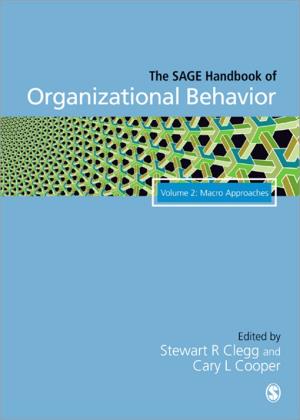 The SAGE Handbook of
Organizational Behavior
Volume 2: Macro Approaches
Edited by
Stewart R Clegg and
Cary L Cooper
SAGE